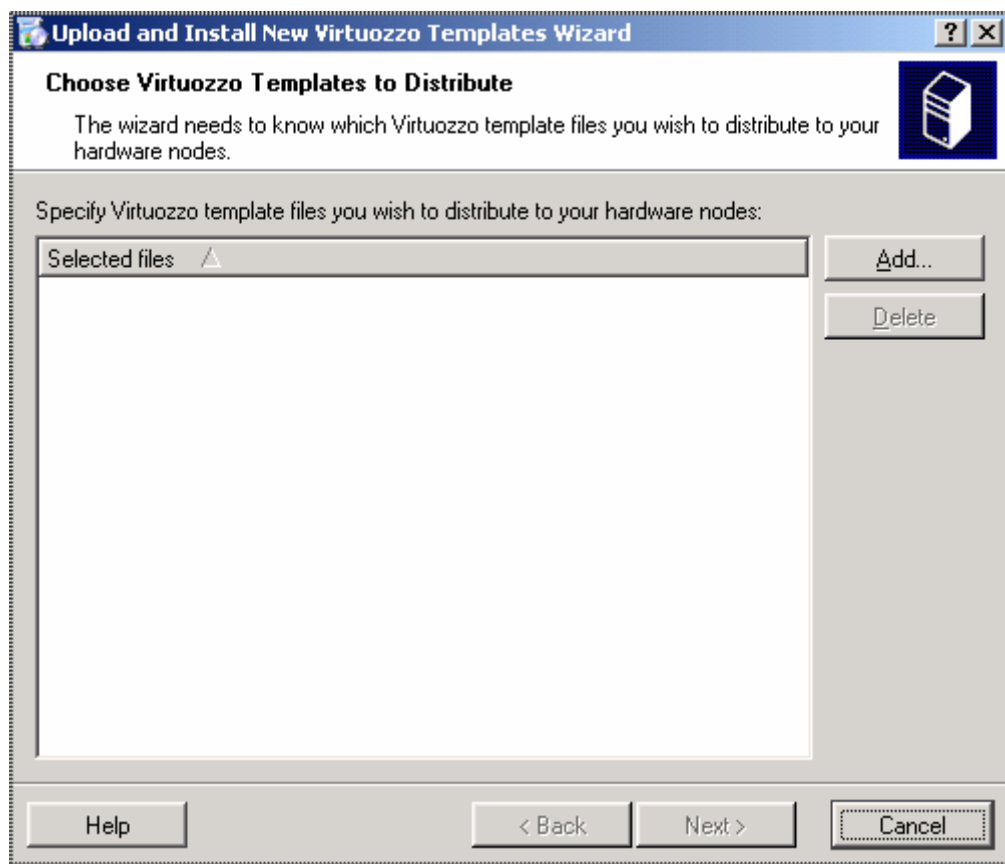 Upload and Install New Virtuozzo Templates Wizard
Choose Virtuozzo Templates to Distribute
The wizard needs to know which Virtuozzo template files you wish to distribute to your
hardware nodes.
Specify Virtuozzo template files you wish to distribute to your hardware nodes:
Selected files
Add...
Delete
Help
< Back
Next >
Cancel